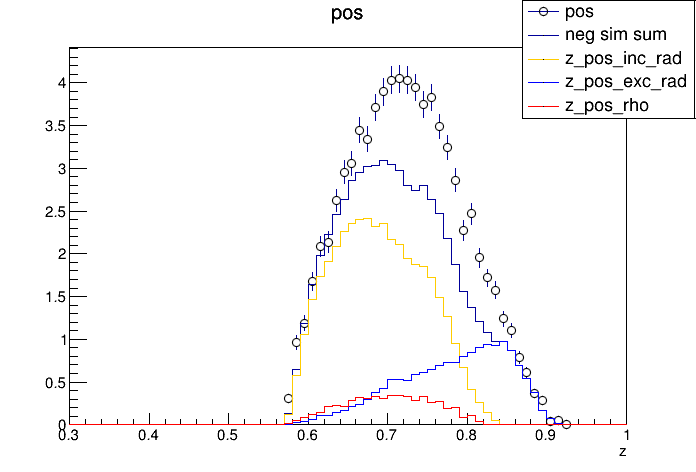 pos
pos
neg sim sum
z_pos_inc_rad
z_pos_exc_rad
z_pos_rho
4
3.5
3
2.5
2
1.5
1
0.5
0
0.3 0.4 0.5 0.6 0.7 0.8 0.9 1
z